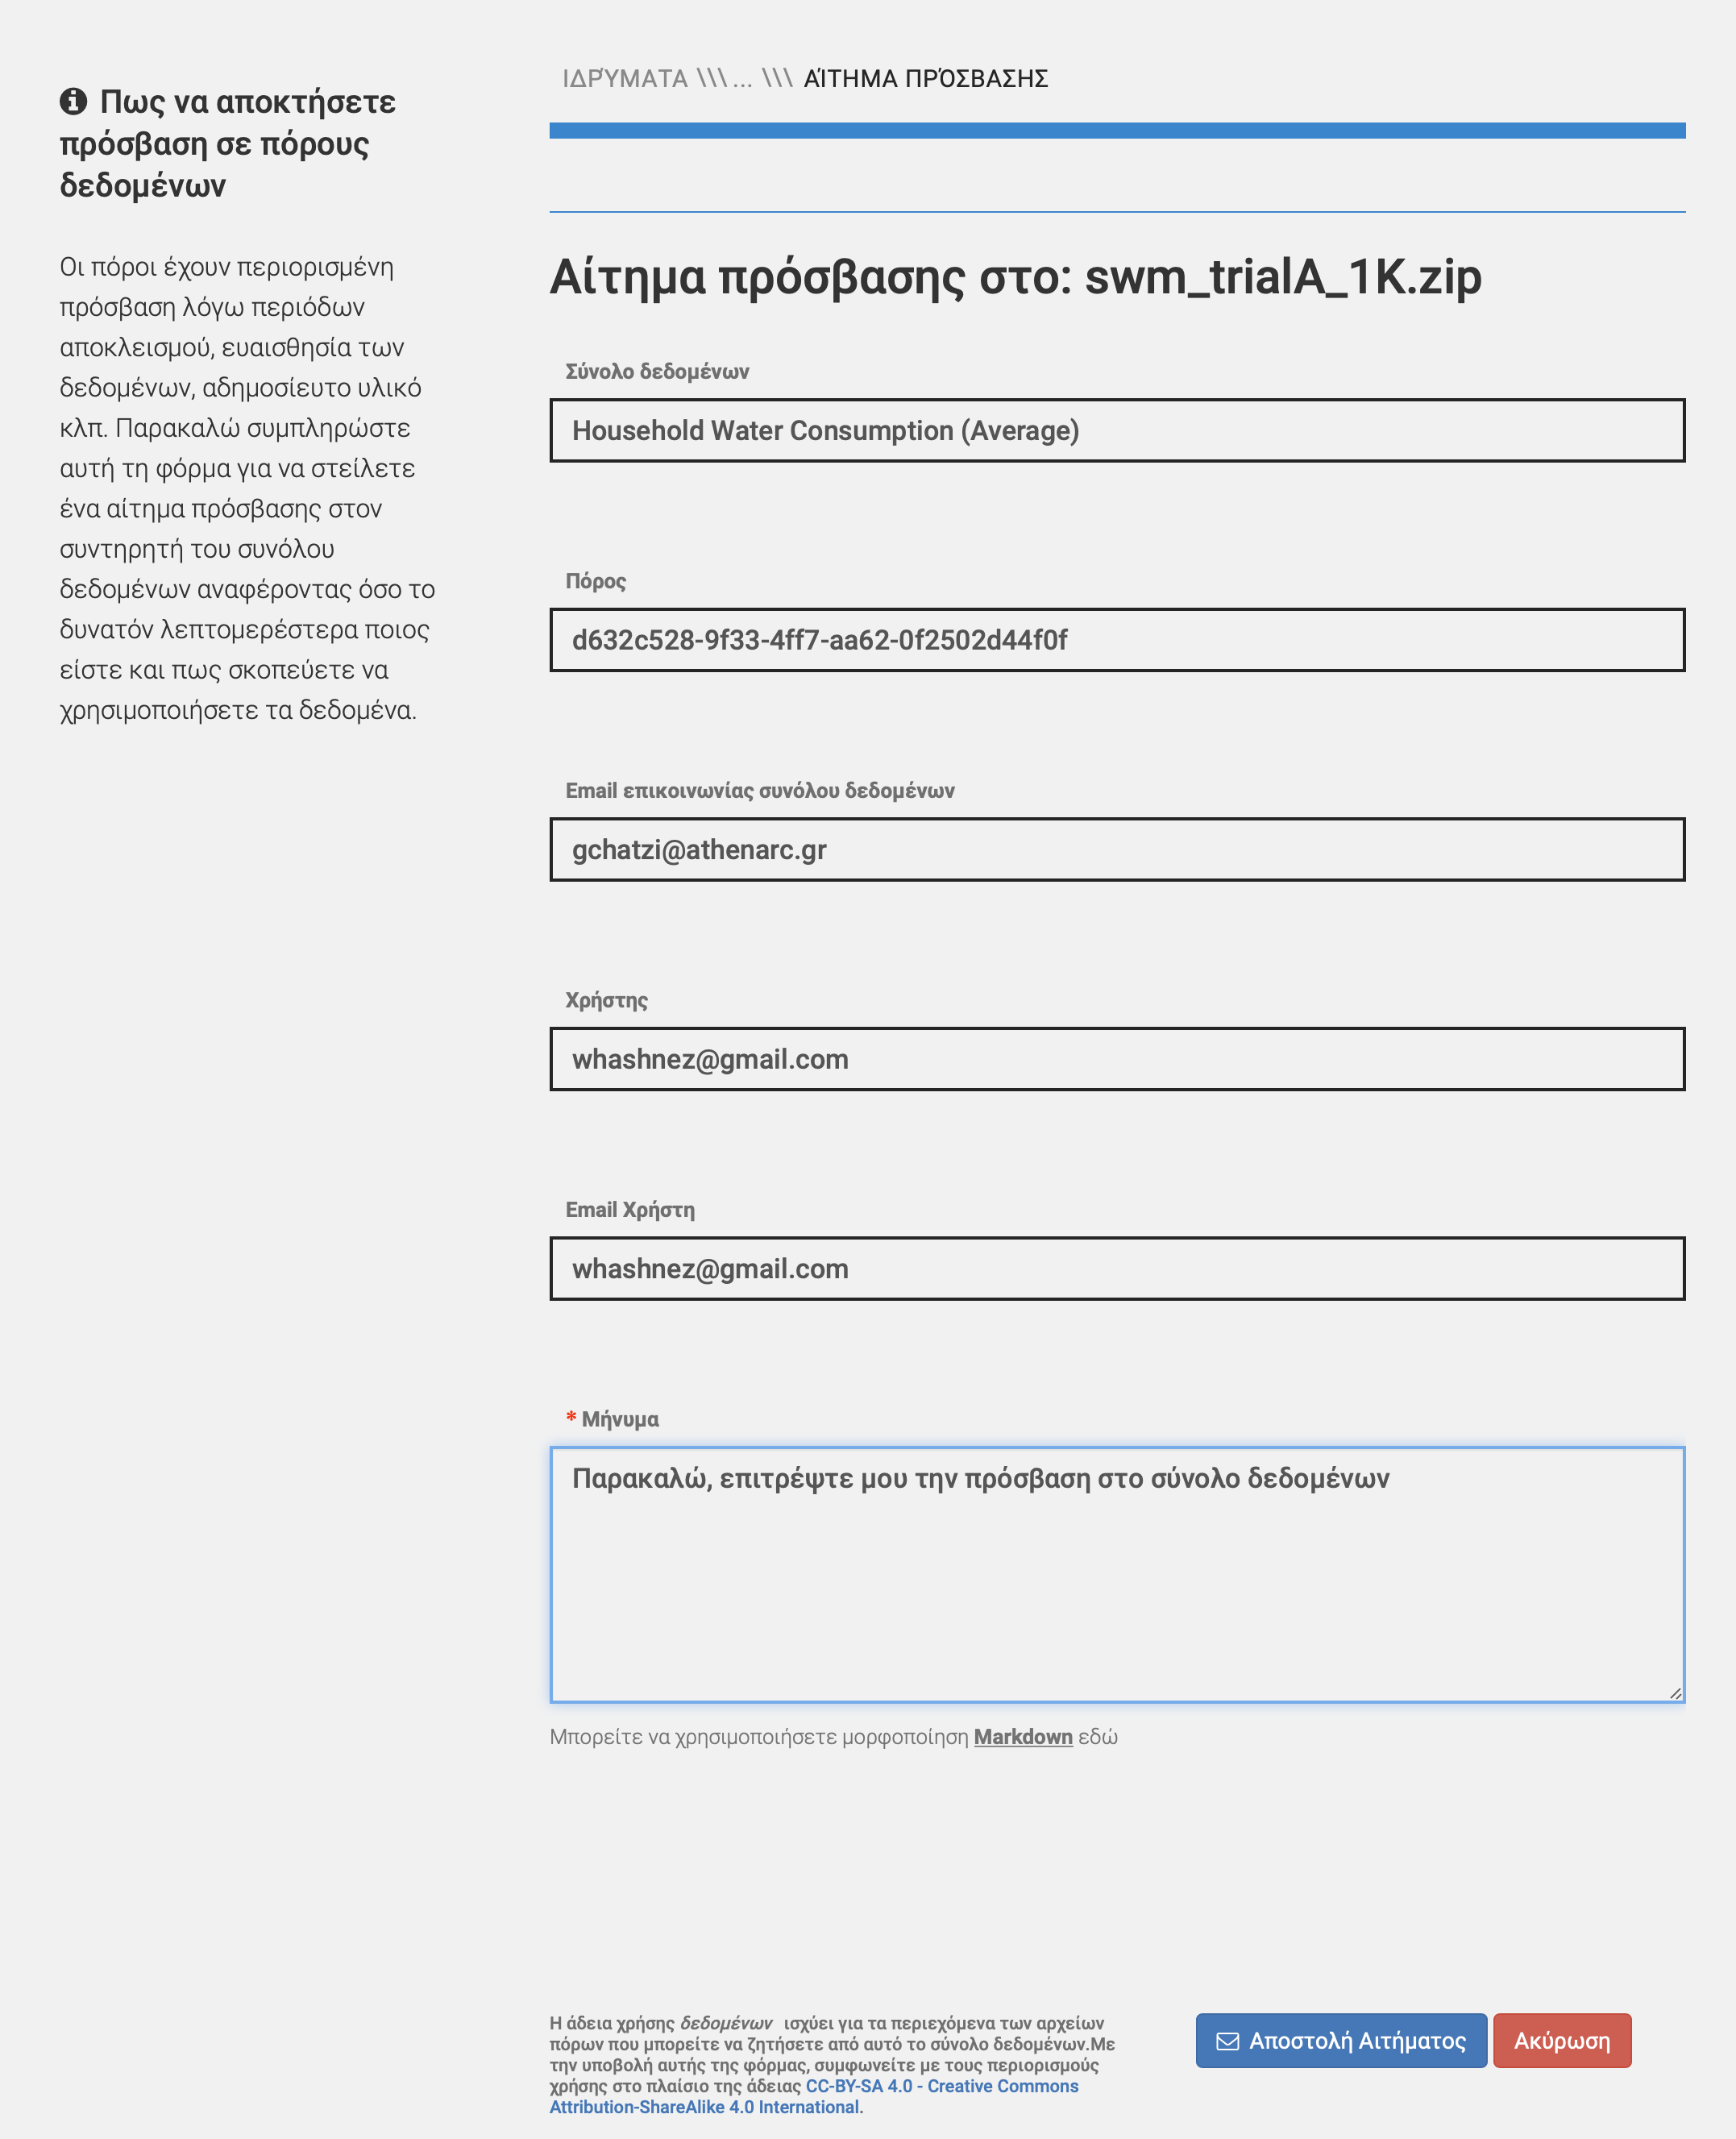 Πως να αποκτήσετε
πρόσβαση σε πόρους
δεδομένων
Οι πόροι έχουν περιορισμένη
πρόσβαση λόγω περιόδων
αποκλεισμού, ευαισθησία των
δεδομένων, αδημοσίευτο υλικό
κλπ. Παρακαλώ συμπληρώστε
αυτή τη φόρμα για να στείλετε
ένα αίτημα πρόσβασης στον
συντηρητή του συνόλου
δεδομένων αναφέροντας όσο το
δυνατόν λεπτομερέστερα ποιος
είστε και πως σκοπεύετε να
χρησιμοποιήσετε τα δεδομένα.
ΙΔΡΎΜΑΤΑ \\\ ... \\\ ΑΊΤΗΜΑ ΠΡΌΣΒΑΣΗΣ
Αίτημα πρόσβασης στο: swm_trialA_1K.zip
Σύνολο δεδομένων
Household Water Consumption (Average)
Πόρος
d632c528-9f33-4ff7-aa62-0f2502d44f0f
Email επικοινωνίας συνόλου δεδομένων
gchatzi@athenarc.gr
Χρήστης
whashnez@gmail.com
Email Χρήστη
whashnez@gmail.com
* Μήνυμα
Παρακαλώ, επιτρέψτε μου την πρόσβαση στο σύνολο δεδομένων
Μπορείτε να χρησιμοποιήσετε μορφοποίηση Markdown εδώ
Η άδεια χρήσης δεδομένων ισχύει για τα περιεχόμενα των αρχείων
πόρων που μπορείτε να ζητήσετε από αυτό το σύνολο δεδομένων.Με
την υποβολή αυτής της φόρμας, συμφωνείτε με τους περιορισμούς
χρήσης στο πλαίσιο της άδειας CC-BY-SA 4.0 - Creative Commons
Attribution-ShareAlike 4.0 International.
Αποστολή Αιτήματος
Ακύρωση